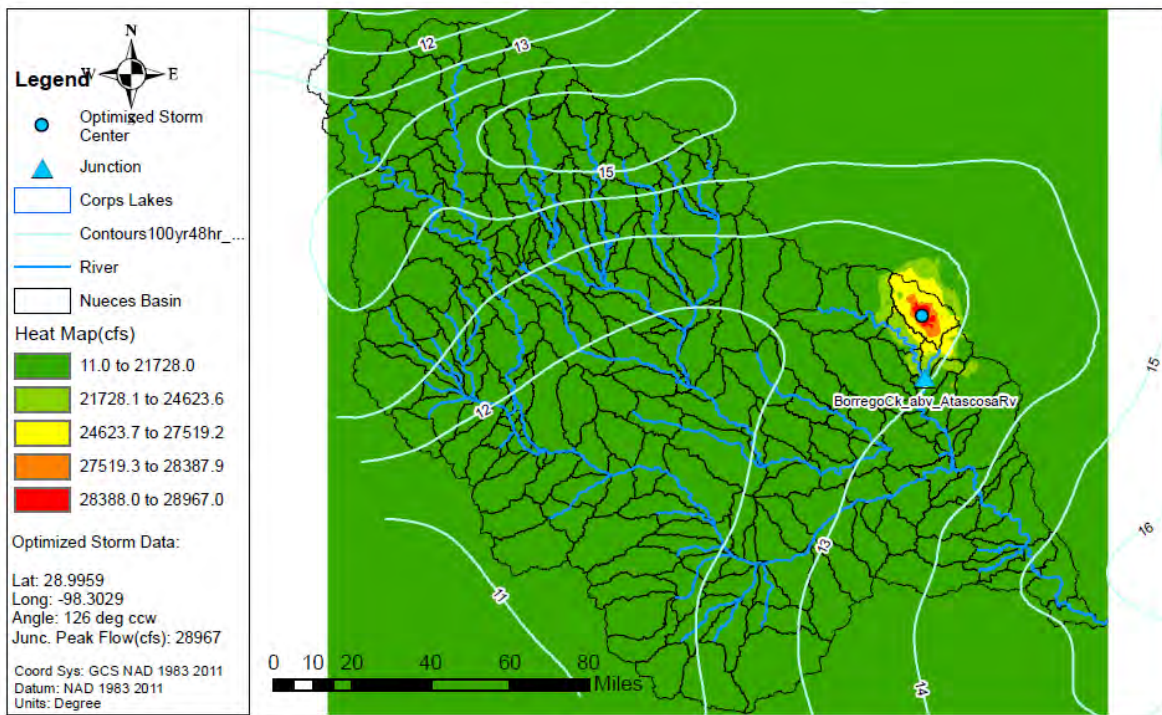 N
W
E
S
Legend
Optimized Storm
Center
Junction
Corps Lakes
Contours100yr48hr_...
River
Nueces Basin
Heat Map(cfs)
11.0 to 21728.0
21728.1 to 24623.6
24623.7 to 27519.2
27519.3 to 28387.9
28388.0 to 28967.0
Optimized Storm Data:
Lat: 28.9959
Long: -98.3029
Angle: 126 deg ccw
Junc. Peak Flow(cfs): 28967
Coord Sys: GCS NAD 1983 2011
Datum: NAD 1983 2011
Units: Degree
12
13
15
15
BorregoCk_abv_AtascosaRv
12
16
13
11
14
0 10 20 40 60 80
Miles